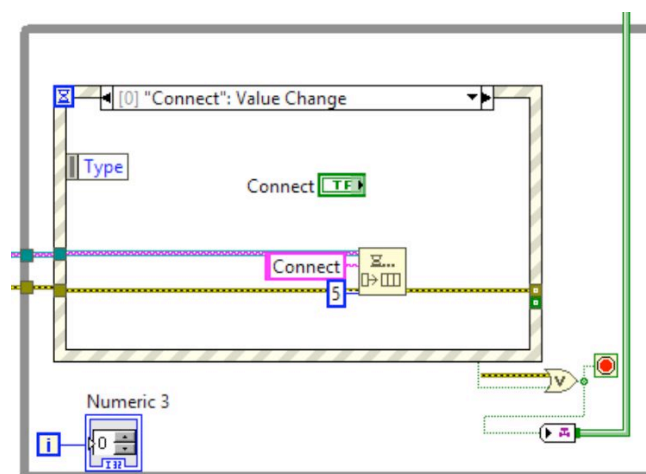 [0] "Connect": Value Change
Type
Connect TF
Connect
5
Numeric 3
i
0
I32
V